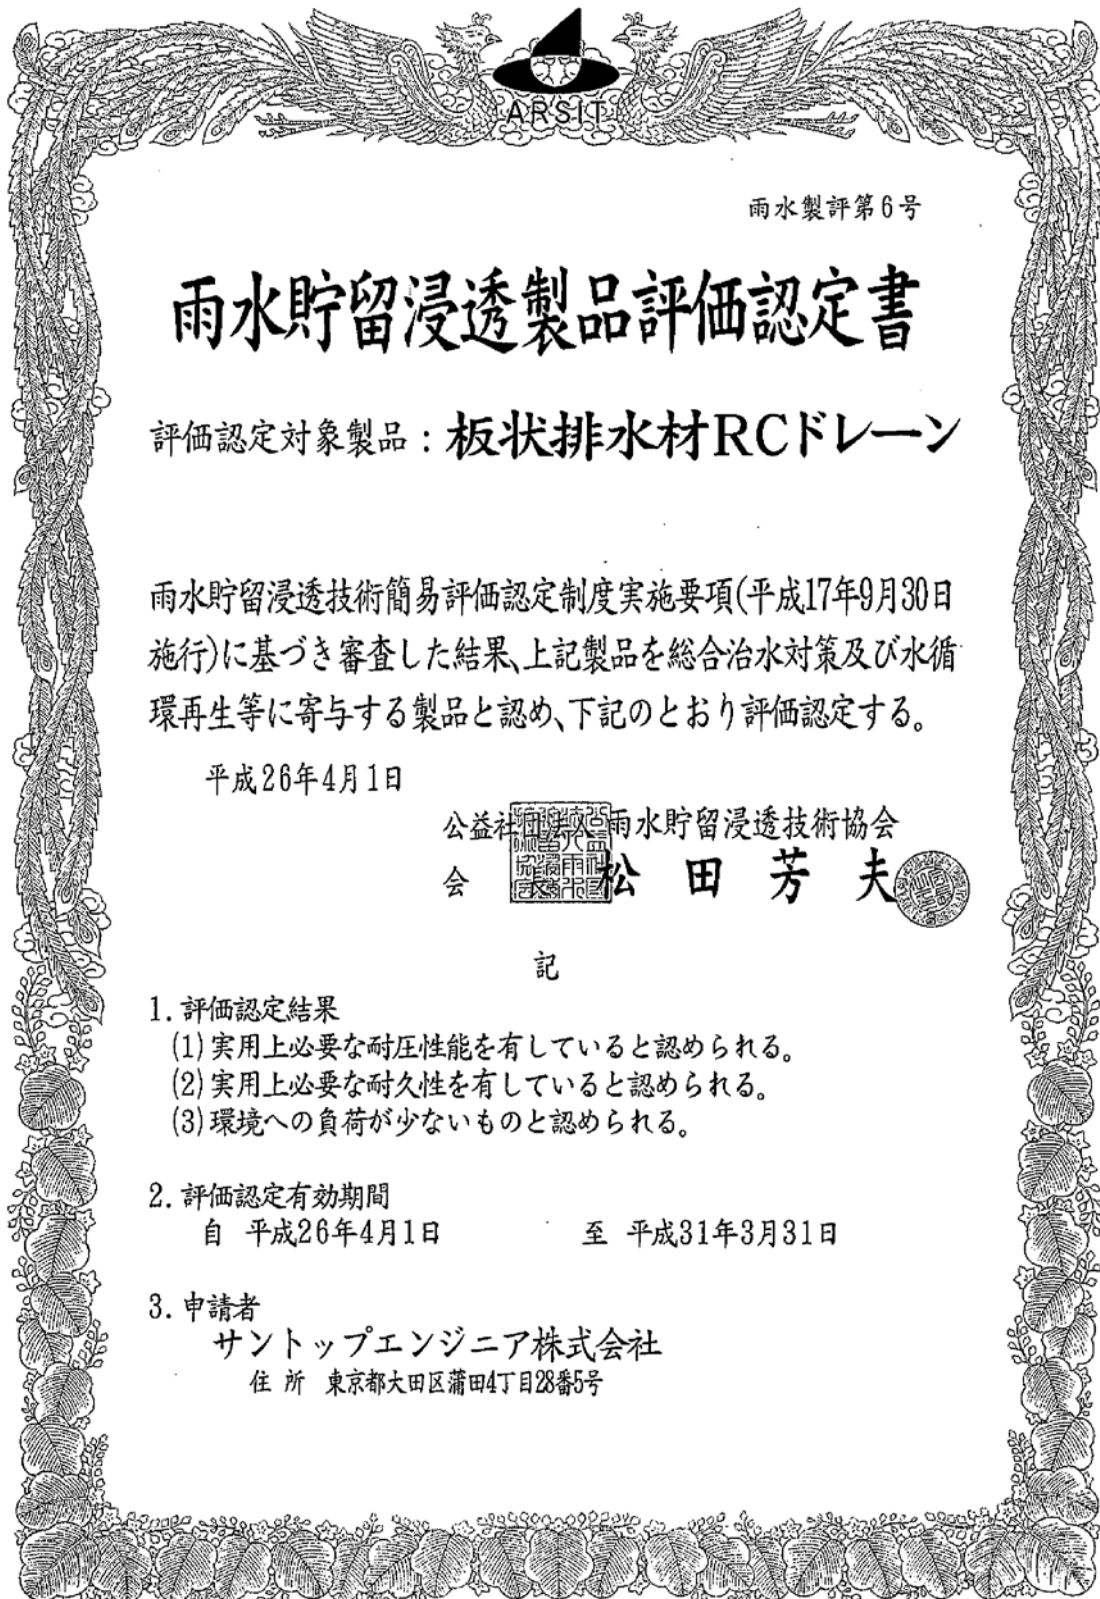 ARSIT
雨水製評第6号
雨水貯留浸透製品評価認定書
評価認定対象製品：板状排水材RCドレーン
雨水貯留浸透技術簡易評価認定制度実施要項(平成17年9月30日
施行)に基づき審査した結果、上記製品を総合治水対策及び水循
環再生等に寄与する製品と認め、下記のとおり評価認定する。
平成26年4月1日
公益社団法人 雨水貯留浸透技術協会
会 長 松 田 芳 夫
記
1. 評価認定結果
(1) 実用上必要な耐圧性能を有していると認められる。
(2) 実用上必要な耐久性を有していると認められる。
(3) 環境への負荷が少ないものと認められる。
2. 評価認定有効期間
自 平成26年4月1日 至 平成31年3月31日
3. 申請者
サントップエンジニア株式会社
住 所 東京都大田区蒲田4丁目28番5号